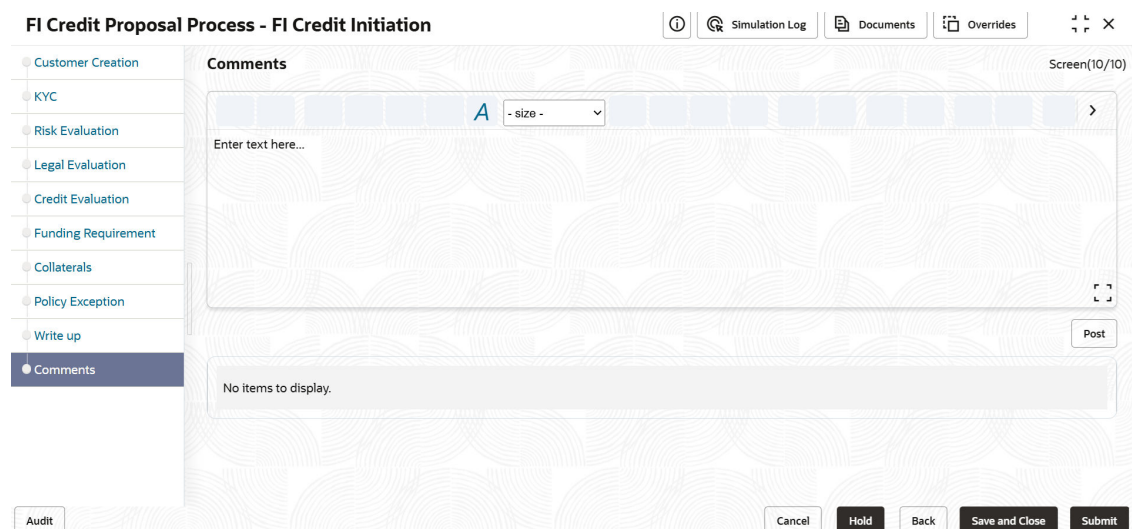 FI Credit Proposal Process - FI Credit Initiation
Simulation Log
Documents
Overrides
Customer Creation
KYC
Risk Evaluation
Legal Evaluation
Credit Evaluation
Funding Requirement
Collaterals
Policy Exception
Write up
Comments
Comments
Screen(10/10)
A
- size -
Enter text here...
Post
No items to display.
Audit
Cancel
Hold
Back
Save and Close
Submit